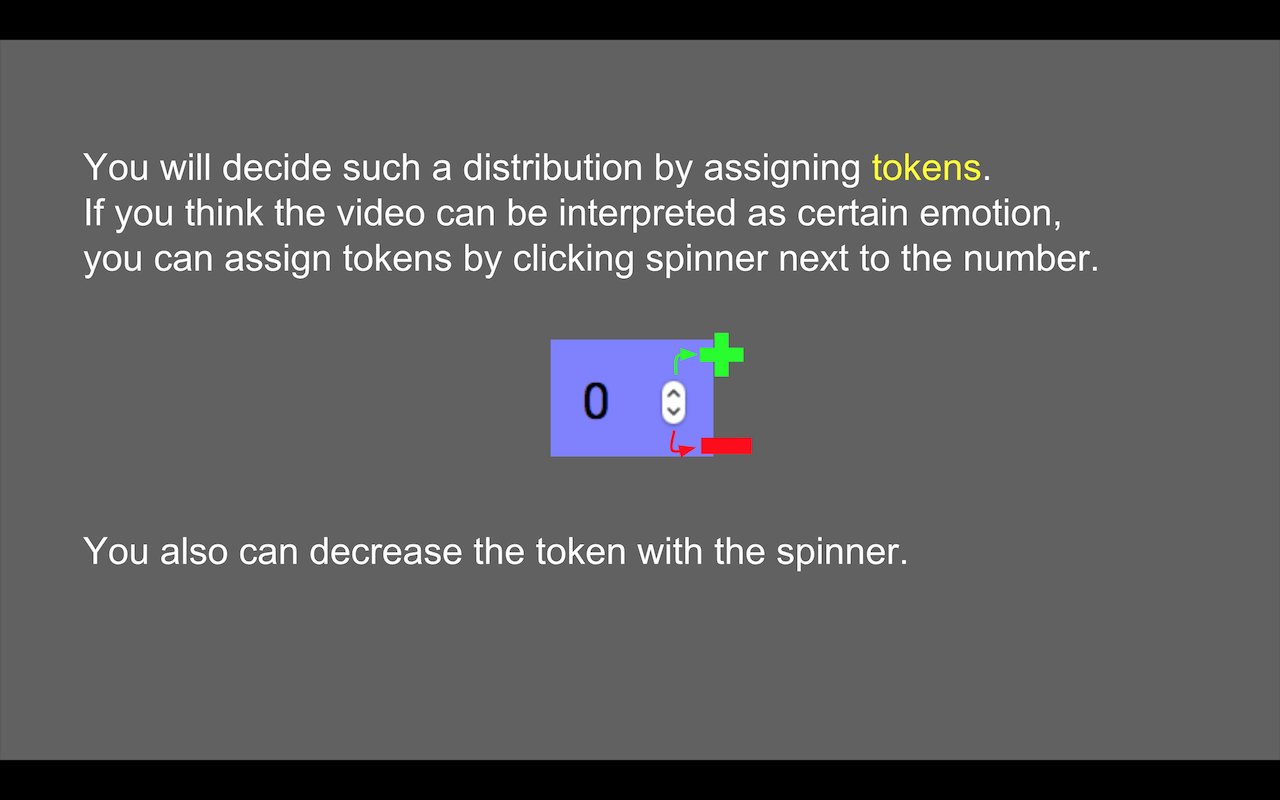 You will decide such a distribution by assigning tokens.
If you think the video can be interpreted as certain emotion,
you can assign tokens by clicking spinner next to the number.
0
You also can decrease the token with the spinner.